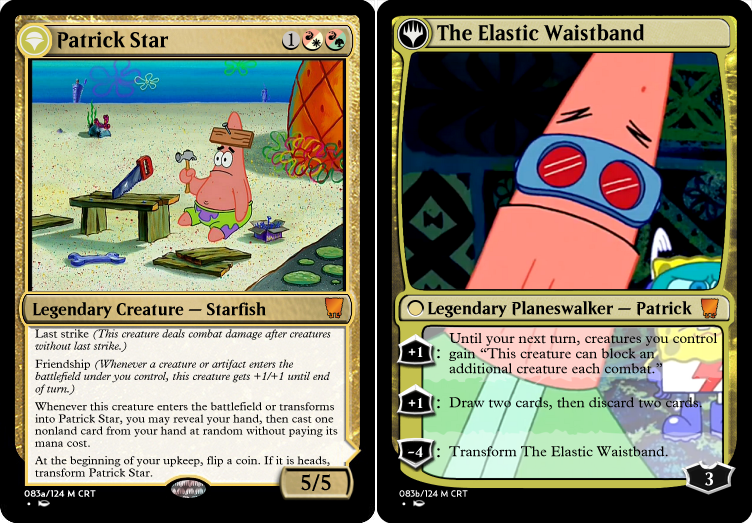 Patrick Star
1
Legendary Creature — Starfish
Last strike (This creature deals combat damage after creatures
without last strike.)
Friendship (Whenever a creature or artifact enters the
battlefield under you control, this creature gets +1/+1 until end
of turn.)
Whenever this creature enters the battlefield or transforms
into Patrick Star, you may reveal your hand, then cast one
nonland card from your hand at random without paying its
mana cost.
At the beginning of your upkeep, flip a coin. If it is heads,
transform Patrick Star.
5/5
083a/124 M CRT
The Elastic Waistband
Legendary Planeswalker — Patrick
+1: Until your next turn, creatures you control
gain “This creature can block an
additional creature each combat.”
+1: Draw two cards, then discard two cards.
-4: Transform The Elastic Waistband.
3
083b/124 M CRT